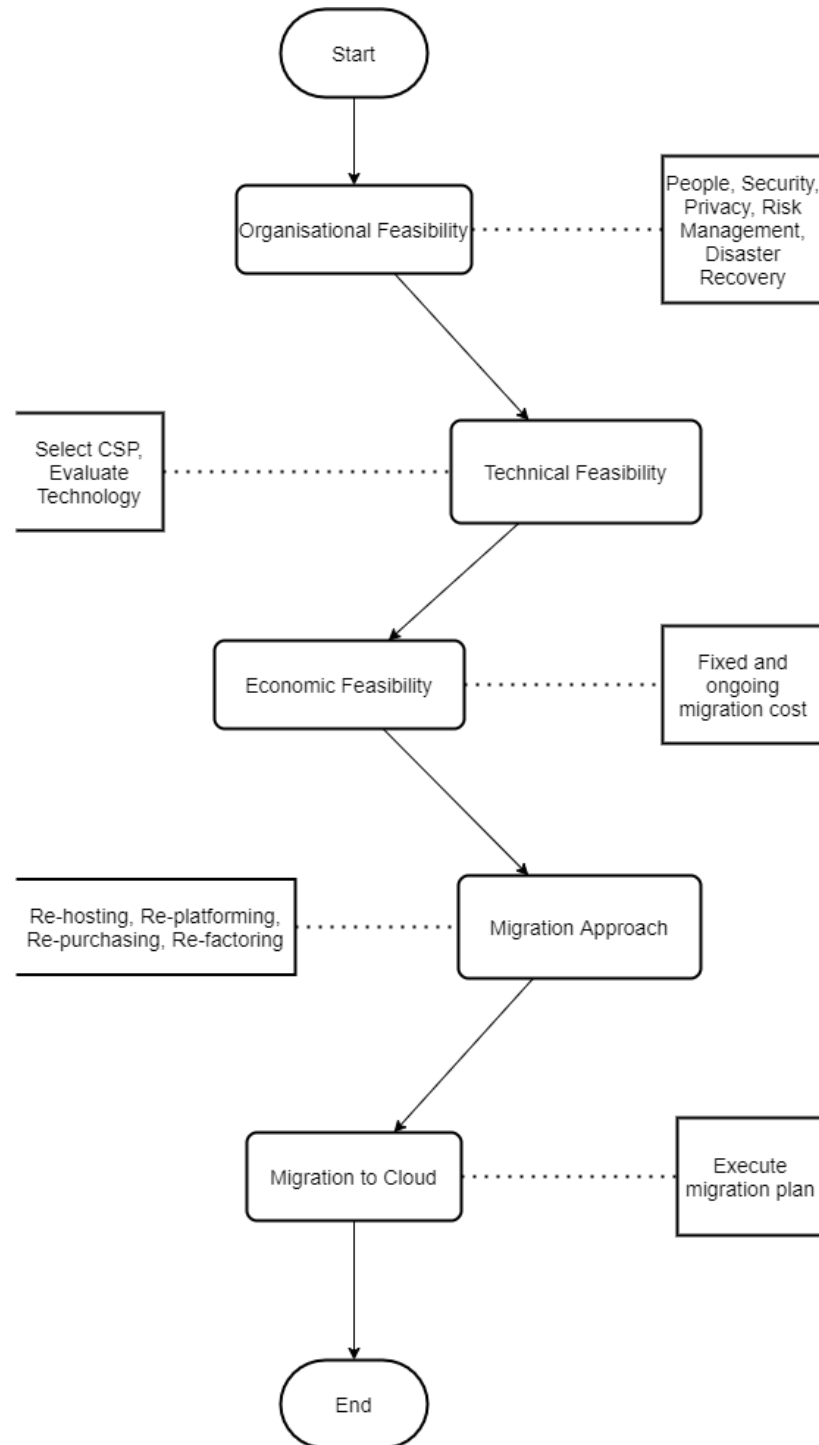 Start
Organisational Feasibility
People, Security,
Privacy, Risk
Management,
Disaster
Recovery
Select CSP,
Evaluate
Technology
Technical Feasibility
Economic Feasibility
Fixed and
ongoing
migration cost
Re-hosting, Re-platforming,
Re-purchasing, Re-factoring
Migration Approach
Migration to Cloud
Execute
migration plan
End